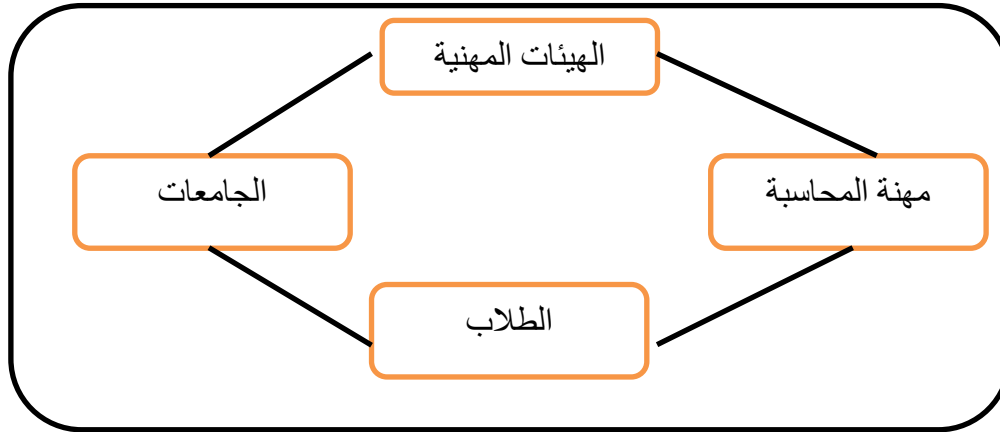 الهيئات المهنية
مهنة المحاسبة
الجامعات
الطلاب